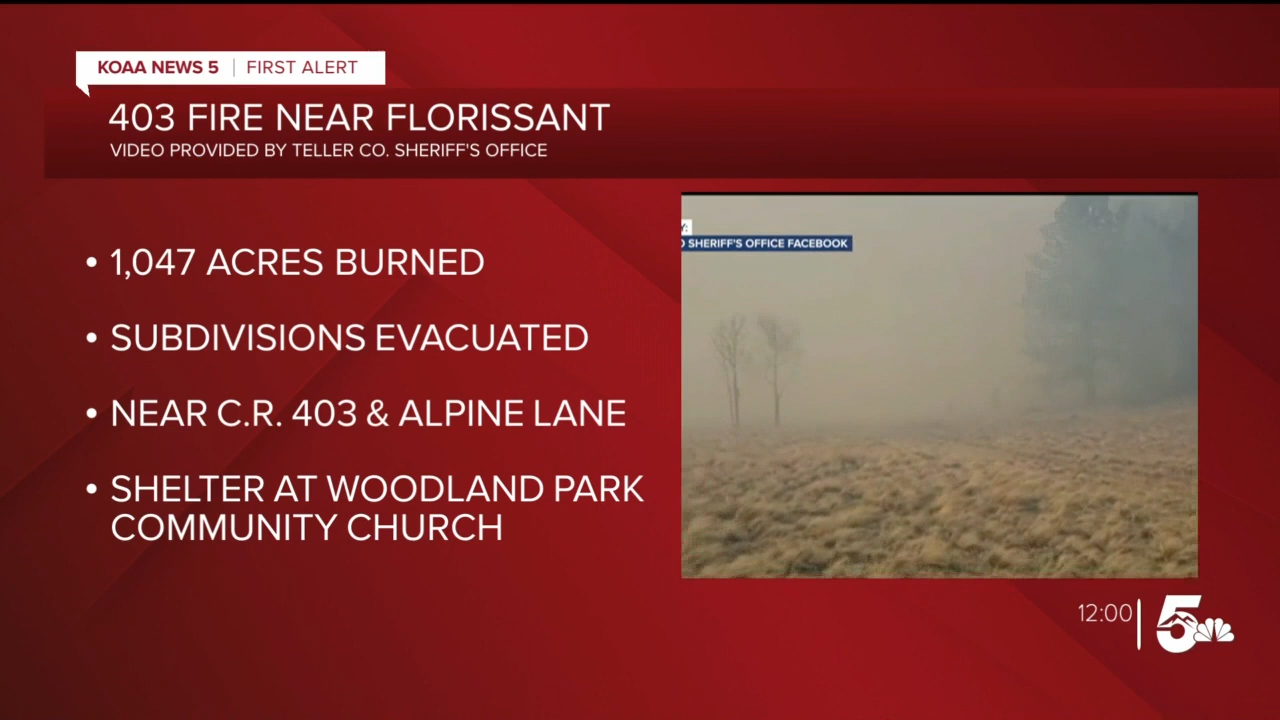 KOAA NEWS 5 | FIRST ALERT
403 FIRE NEAR FLORISSANT
VIDEO PROVIDED BY TELLER CO. SHERIFF'S OFFICE
• 1,047 ACRES BURNED
• SUBDIVISIONS EVACUATED
• NEAR C.R. 403 & ALPINE LANE
• SHELTER AT WOODLAND PARK
COMMUNITY CHURCH
SHERIFF'S OFFICE FACEBOOK
12:00
5